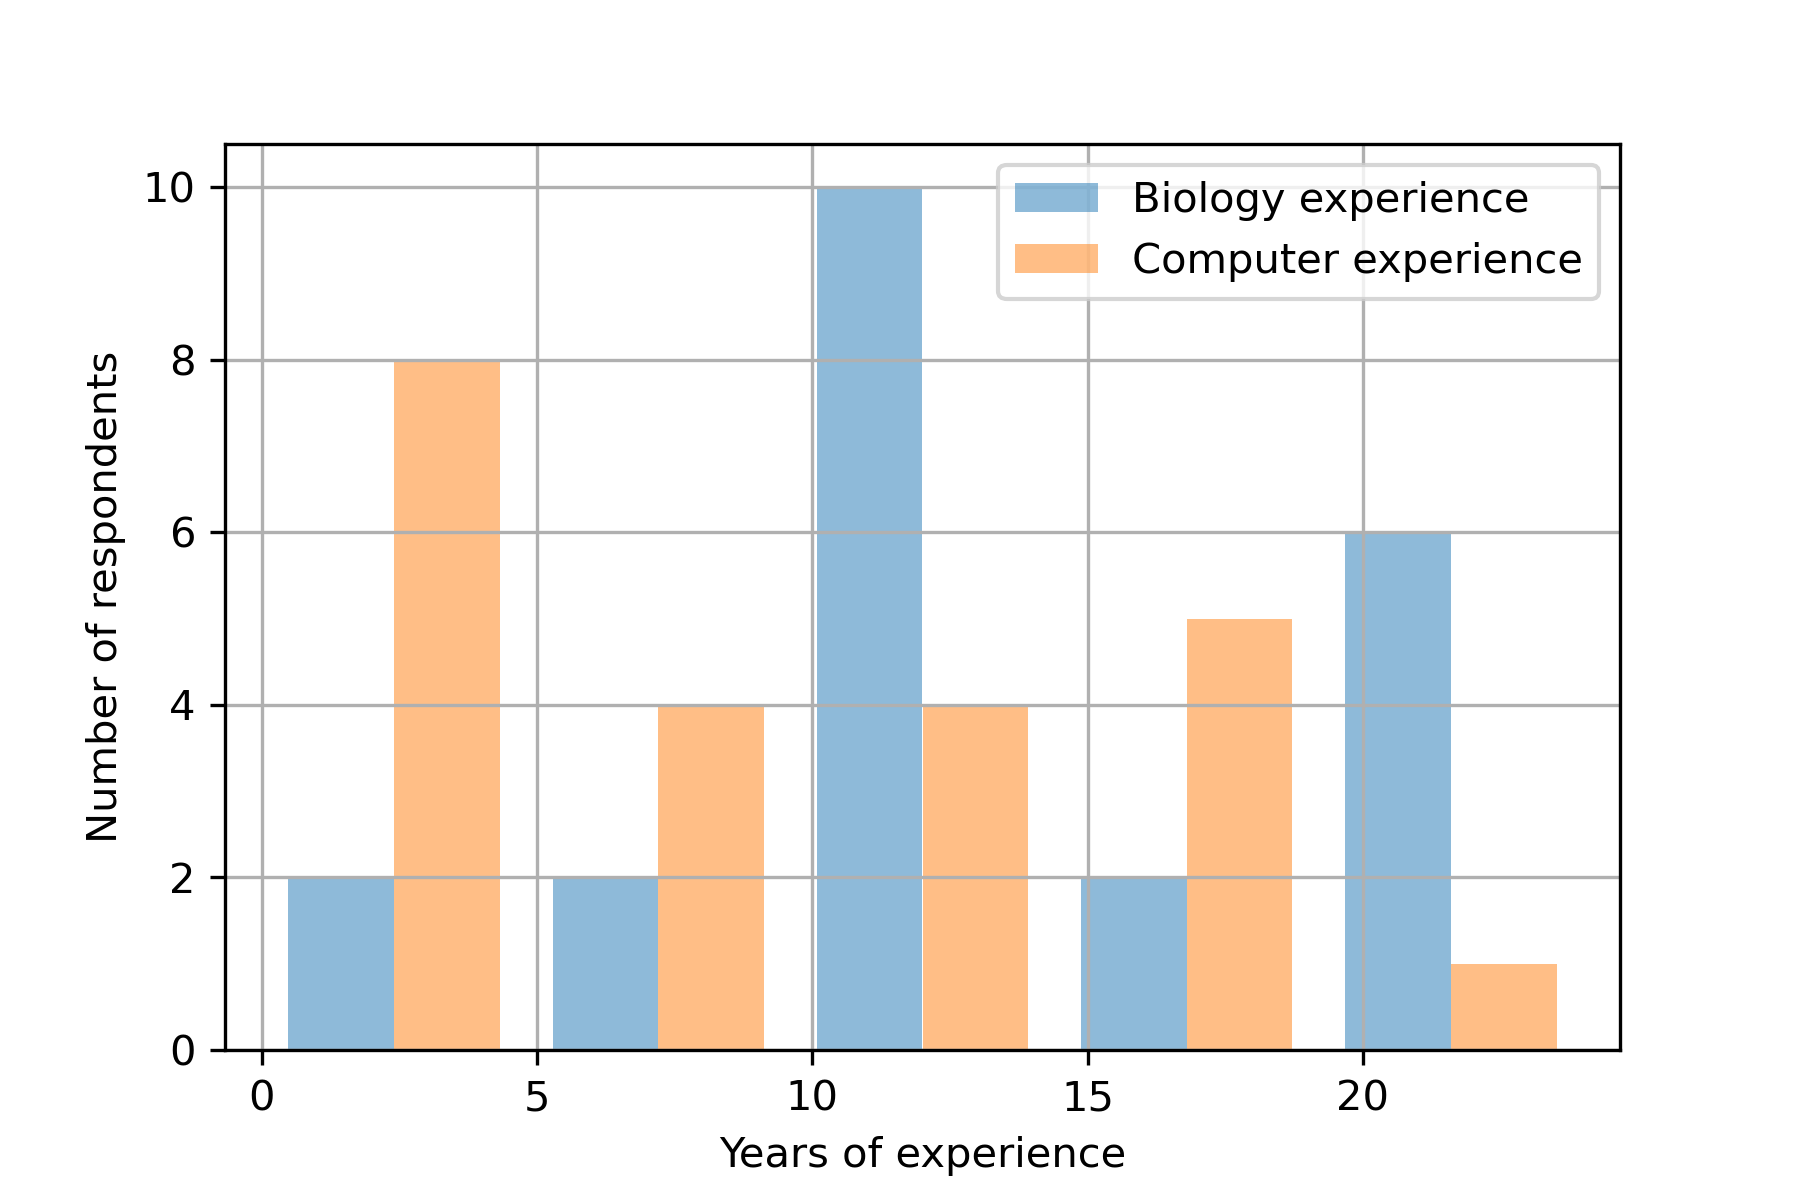 10
8
6
4
2
0
Number of respondents
Biology experience
Computer experience
0 5 10 15 20
Years of experience